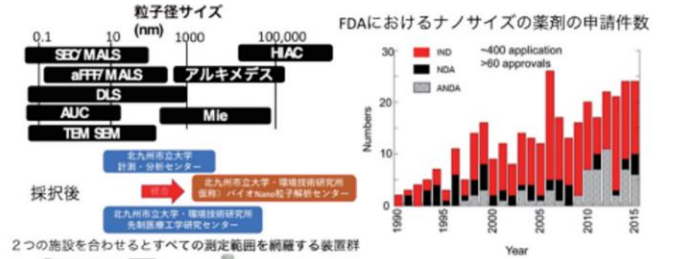 粒子径サイズ
(nm)
0.1 10 1000 100,000
SEC/MALS
HIAC
aFFF/MALS
アルキメデス
DLS
AUC
Mie
TEM SEM
北九州市立大学
計測・分析センター
採択後
統合
北九州市立大学・環境技術研究所
仮称）バイオNano粒子解析センター
北九州市立大学・環境技術研究所
先制医療工学研究センター
2つの施設を合わせるとすべての測定範囲を網羅する装置群
FDAにおけるナノサイズの薬剤の申請件数
IND
NDA
ANDA
~400 application
>60 approvals
Numbers
30
20
10
0
1990 1995 2000 2005 2010 2015
Year